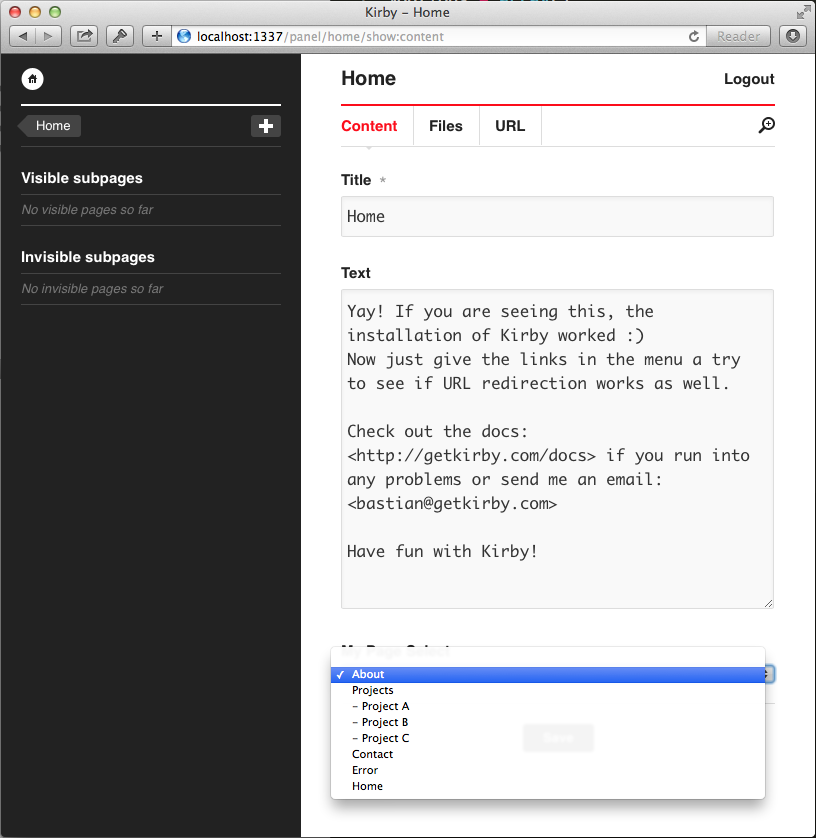 Kirby – Home
localhost:1337/panel/home/show:content
Reader
Home
Logout
Home
Content
Files
URL
Visible subpages
No visible pages so far
Invisible subpages
No invisible pages so far
Title *
Home
Text
Yay! If you are seeing this, the
installation of Kirby worked :)
Now just give the links in the menu a try
to see if URL redirection works as well.
Check out the docs:
<http://getkirby.com/docs> if you run into
any problems or send me an email:
<bastian@getkirby.com>
Have fun with Kirby!
My Page Select
✓ About
Projects
– Project A
– Project B
– Project C
Contact
Error
Home
Save